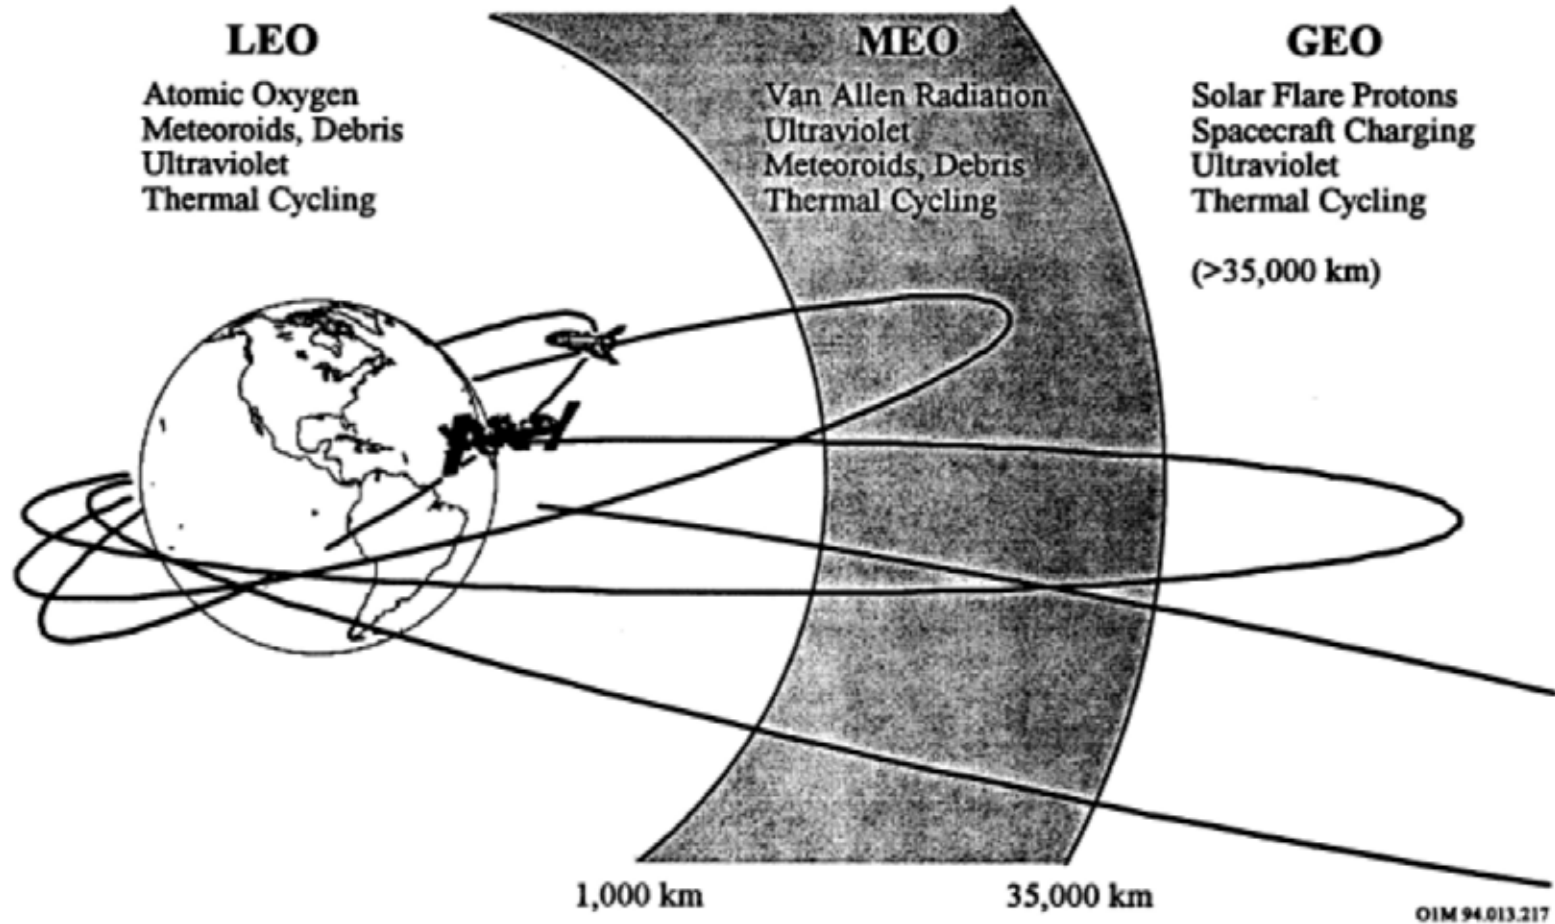 LEO
Atomic Oxygen
Meteoroids, Debris
Ultraviolet
Thermal Cycling
MEO
Van Allen Radiation
Ultraviolet
Meteoroids, Debris
Thermal Cycling
GEO
Solar Flare Protons
Spacecraft Charging
Ultraviolet
Thermal Cycling
(>35,000 km)
1,000 km
35,000 km
O1M 94.013.217